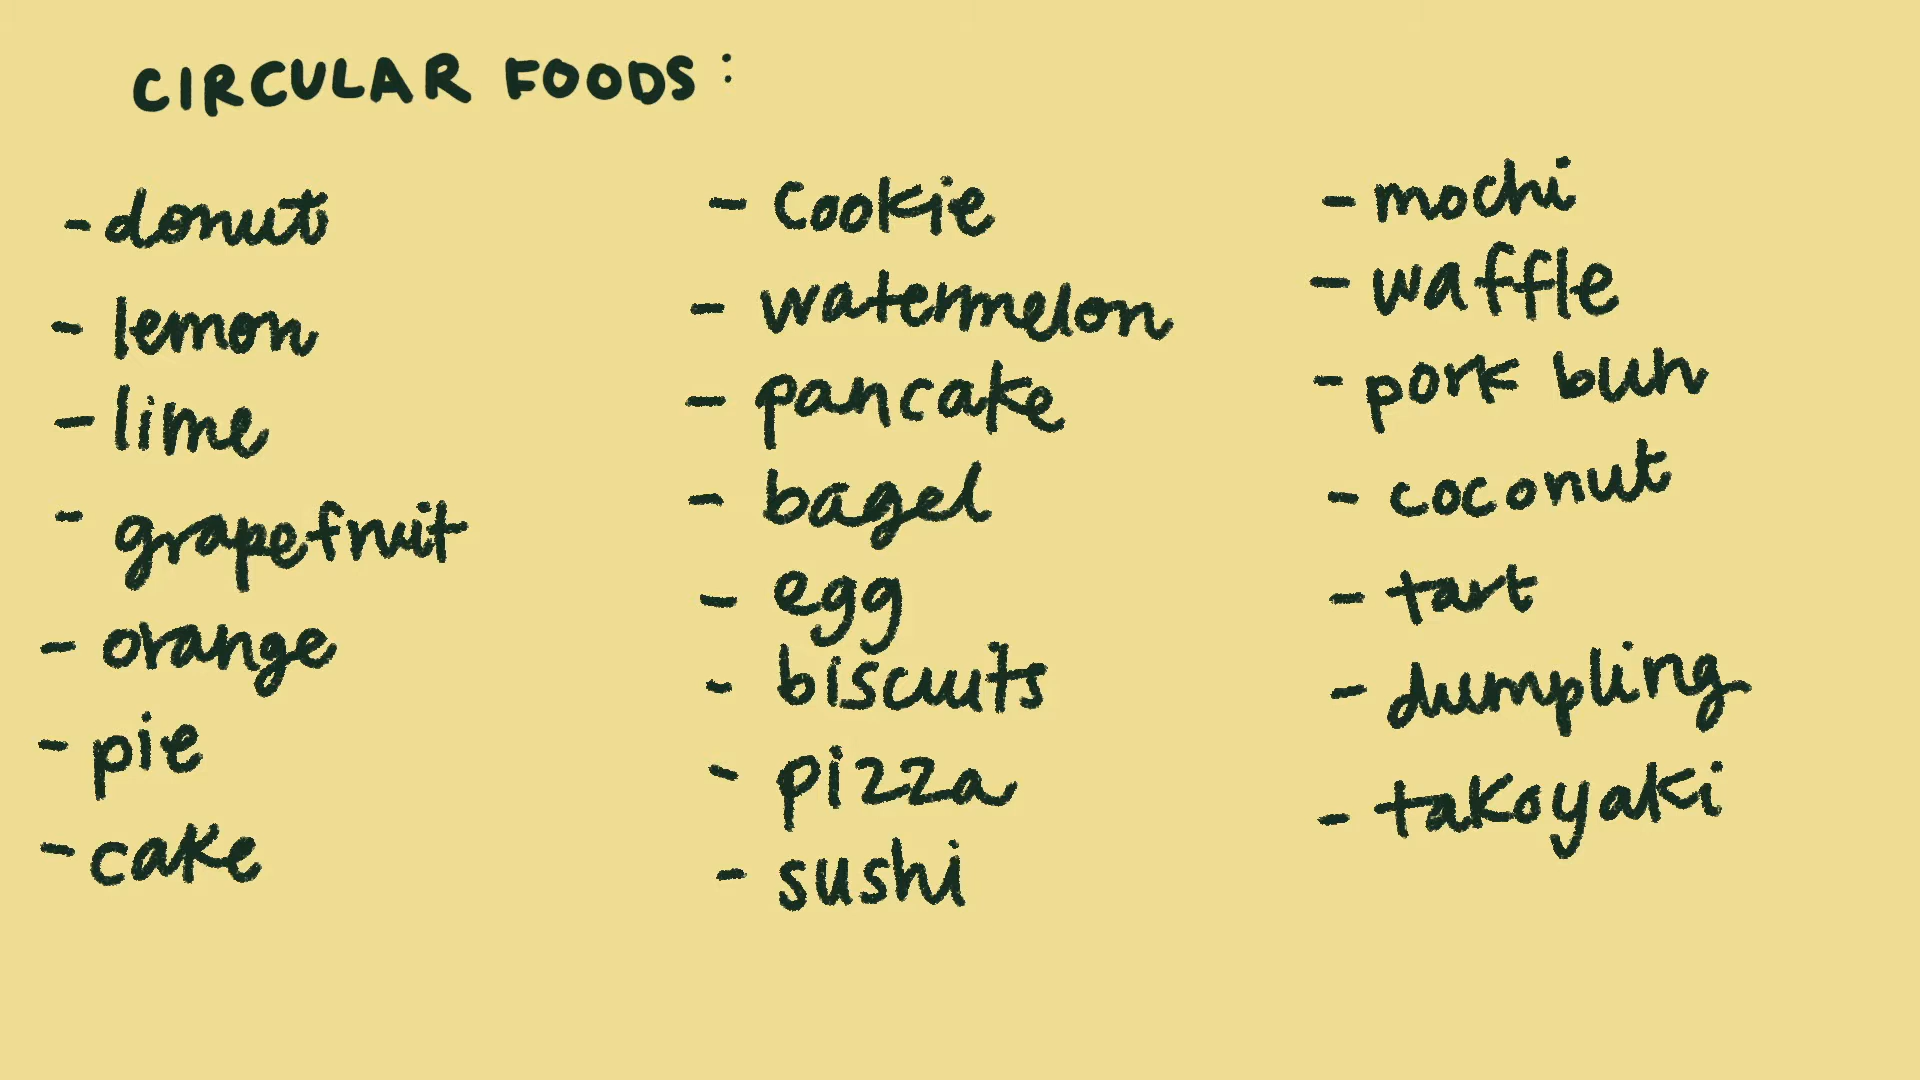 CIRCULAR FOODS:
- donut
- lemon
- lime
- grapefruit
- orange
- pie
- cake
- cookie
- watermelon
- pancake
- bagel
- egg
- biscuits
- pizza
- sushi
- mochi
- waffle
- pork bun
- coconut
- tart
- dumpling
- takoyaki